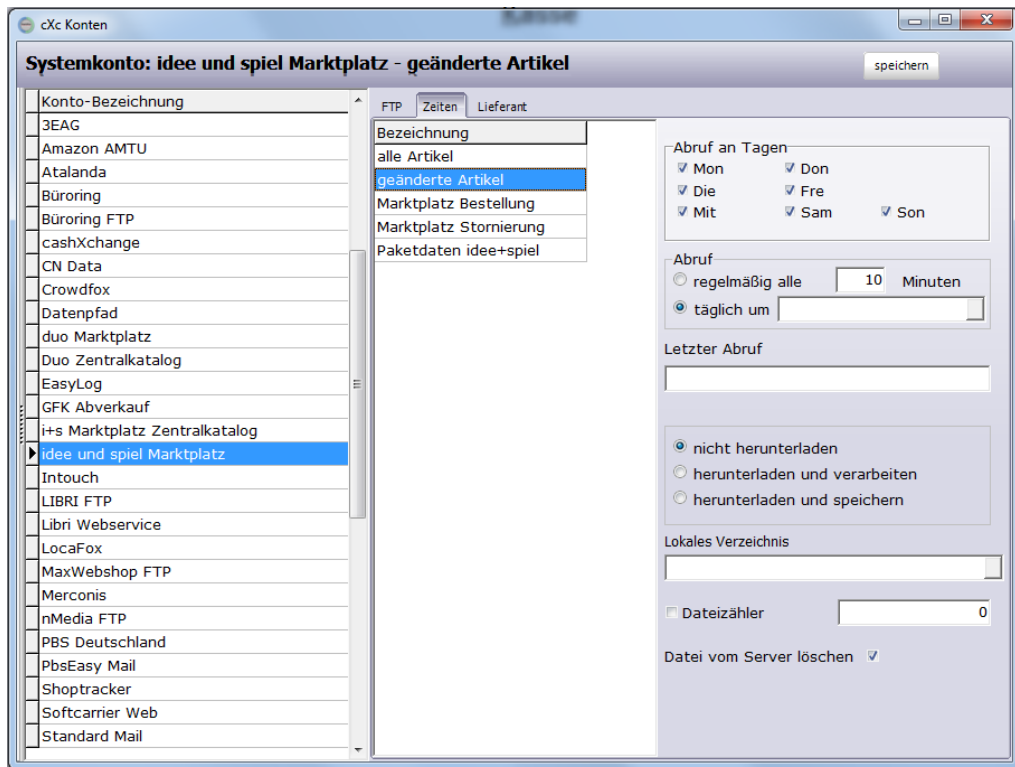 Kasse
cXc Konten
Systemkonto: idee und spiel Marktplatz - geänderte Artikel
speichern
Konto-Bezeichnung
3EAG
Amazon AMTU
Atalanda
Büroring
Büroring FTP
cashXchange
CN Data
Crowdfox
Datenpfad
duo Marktplatz
Duo Zentralkatalog
EasyLog
GFK Abverkauf
i+s Marktplatz Zentralkatalog
idee und spiel Marktplatz
Intouch
LIBRI FTP
Libri Webservice
LocaFox
MaxWebshop FTP
Merconis
nMedia FTP
PBS Deutschland
PbsEasy Mail
Shoptracker
Softcarrier Web
Standard Mail
FTP Zeiten Lieferant
Bezeichnung
alle Artikel
geänderte Artikel
Marktplatz Bestellung
Marktplatz Stornierung
Paketdaten idee+spiel
Abruf an Tagen
Mon Don
Die Fre
Mit Sam Son
Abruf
regelmäßig alle 10 Minuten
täglich um
Letzter Abruf
nicht herunterladen
herunterladen und verarbeiten
herunterladen und speichern
Lokales Verzeichnis
Dateizähler 0
Datei vom Server löschen